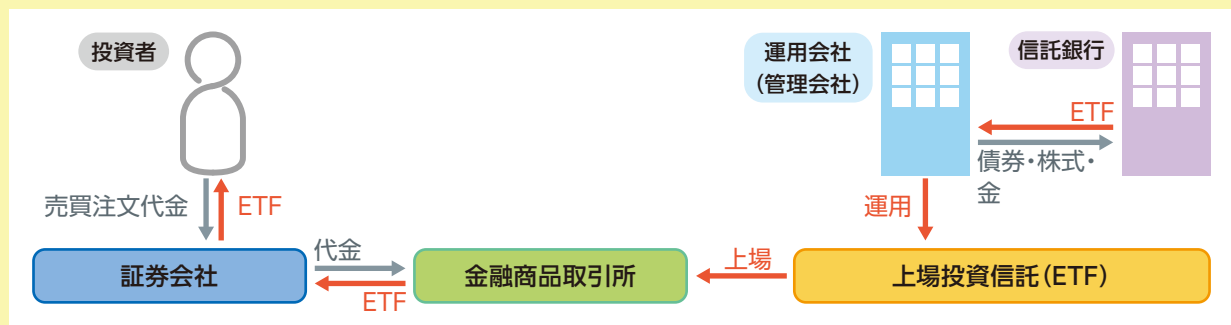 投資者
運用会社
（管理会社）
信託銀行
ETF
債券・株式・
金
売買注文代金
ETF
運用
証券会社
代金
ETF
金融商品取引所
上場
上場投資信託（ETF）